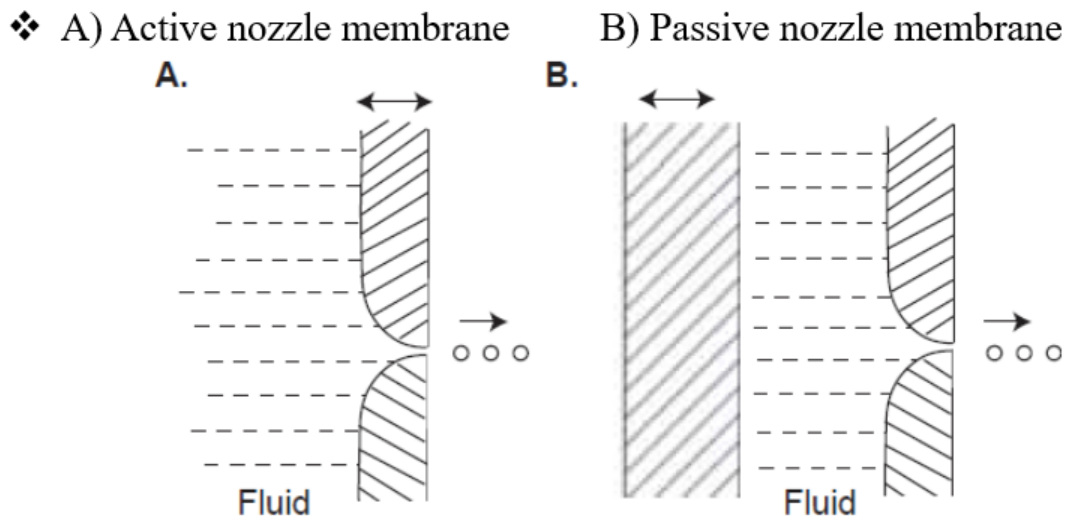 ❖ A) Active nozzle membrane B) Passive nozzle membrane
A. B.
Fluid Fluid